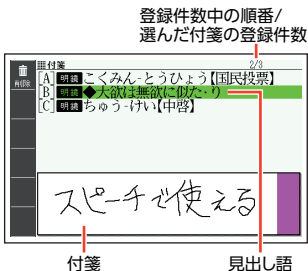 登録件数中の順番/
選んだ付箋の登録件数
削除
付箋
2/3
[A] 明鏡 こくみん-とうひょう【国民投票】
[B] 明鏡 ◆大欲は無欲に似た・り
[C] 明鏡 ちゅう-けい【中啓】
スピーチで使える
付箋
見出し語